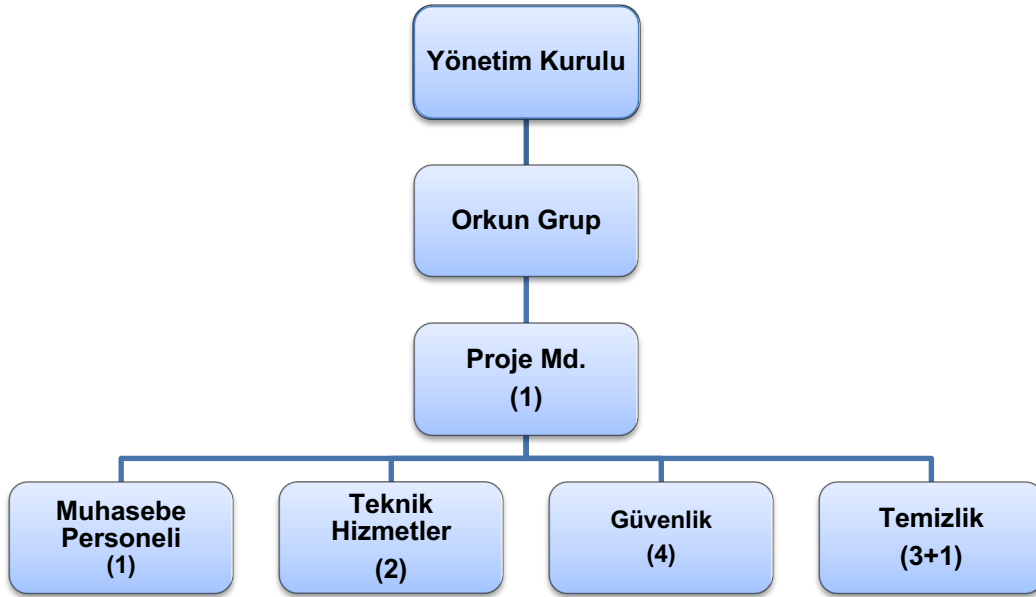 Yönetim Kurulu
Orkun Grup
Proje Md.
(1)
Muhasebe
Personeli
(1)
Teknik
Hizmetler
(2)
Güvenlik
(4)
Temizlik
(3+1)